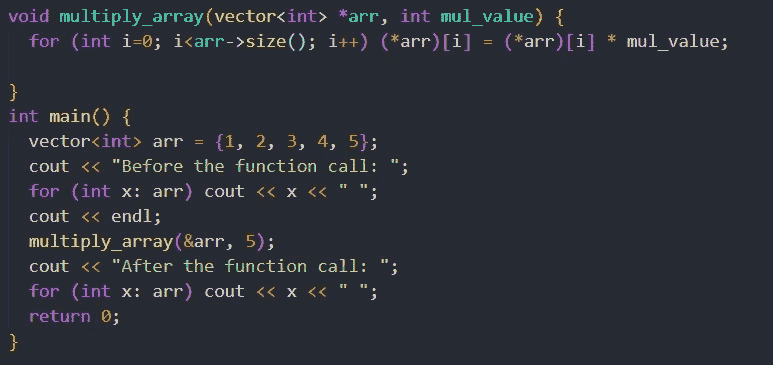 void multiply_array(vector<int> *arr, int mul_value) {
  for (int i=0; i<arr->size(); i++) (*arr)[i] = (*arr)[i] * mul_value;
}
int main() {
  vector<int> arr = {1, 2, 3, 4, 5};
  cout << "Before the function call: ";
  for (int x: arr) cout << x << " ";
  cout << endl;
  multiply_array(&arr, 5);
  cout << "After the function call: ";
  for (int x: arr) cout << x << " ";
  return 0;
}